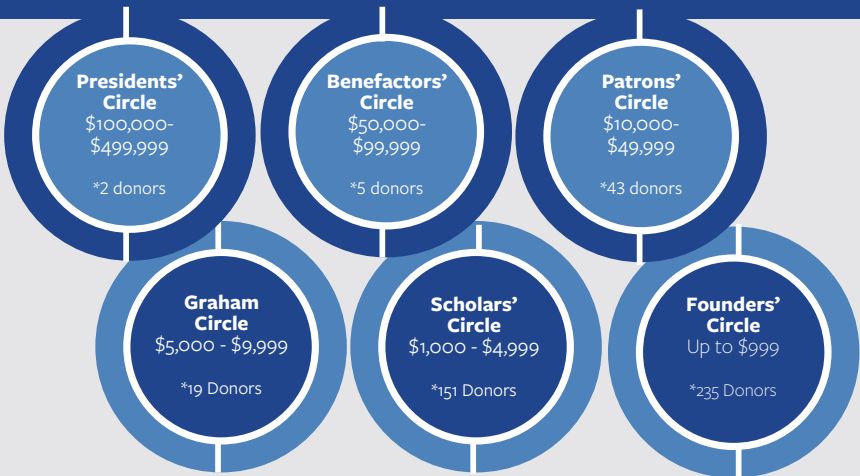 Presidents’
Circle
$100,000-
$499,999
*2 donors
Benefactors’
Circle
$50,000-
$99,999
*5 donors
Patrons’
Circle
$10,000-
$49,999
*43 donors
Graham
Circle
$5,000 - $9,999
*19 Donors
Scholars’
Circle
$1,000 - $4,999
*151 Donors
Founders’
Circle
Up to $999
*235 Donors